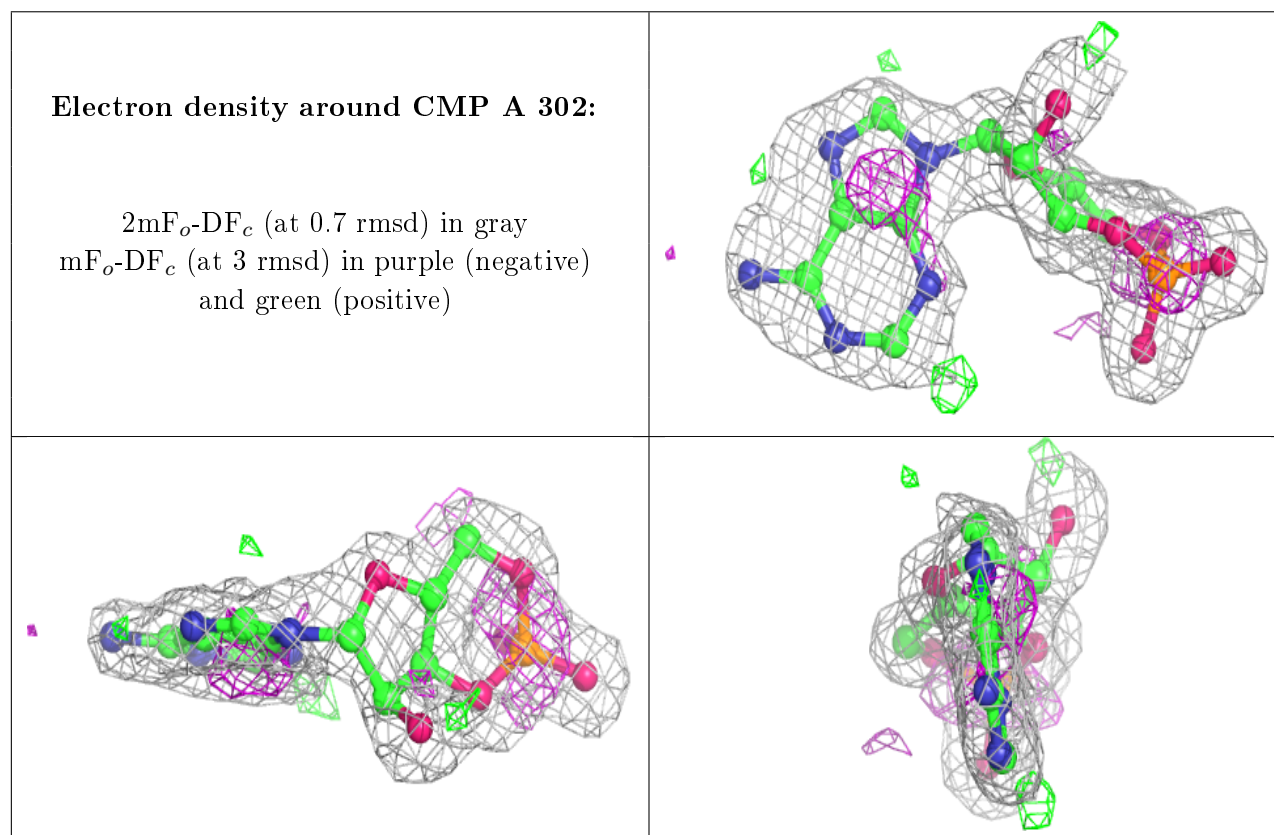 Electron density around CMP A 302:
2mFₒ-DF𝒸 (at 0.7 rmsd) in gray
mFₒ-DF𝒸 (at 3 rmsd) in purple (negative)
and green (positive)